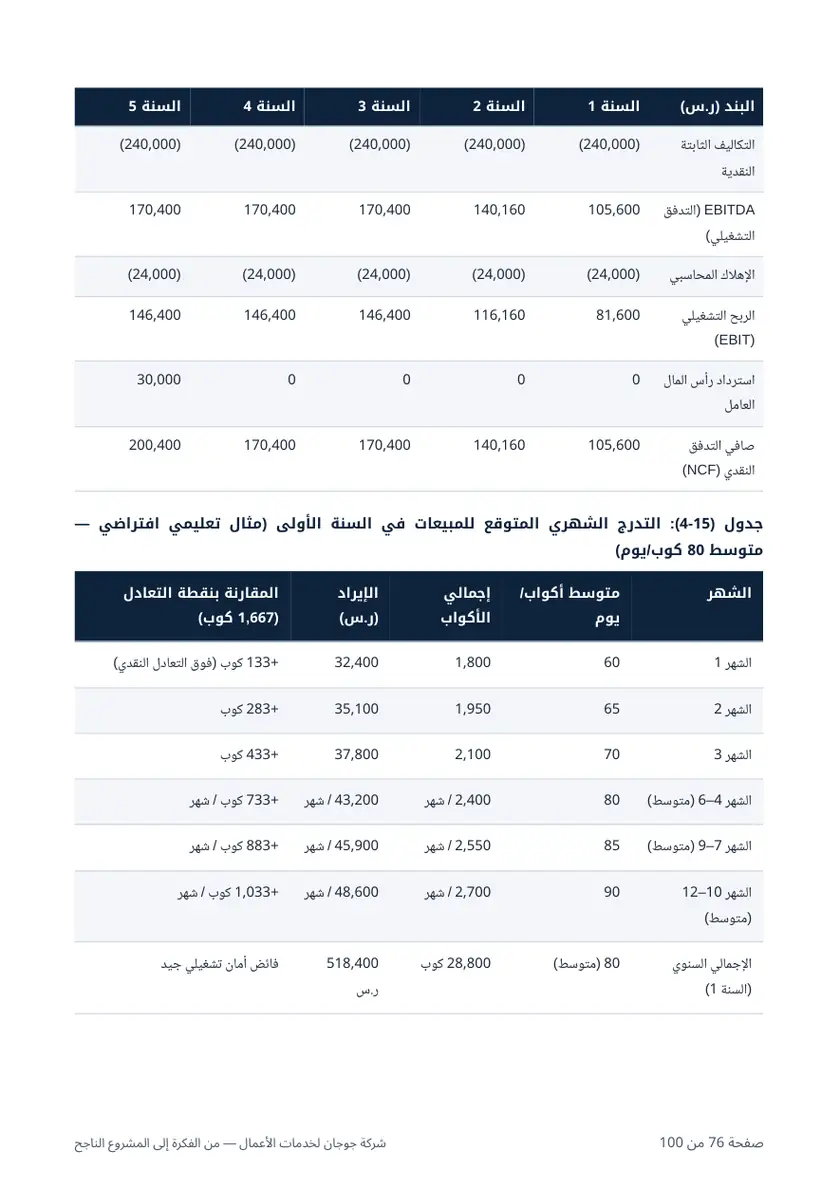 البند (ر.س) السنة 1 السنة 2 السنة 3 السنة 4 السنة 5
التكاليف الثابتة (240,000) (240,000) (240,000) (240,000) (240,000)
النقدية
EBITDA (التدفق 105,600 140,160 170,400 170,400 170,400
التشغيلي)
الإهلاك المحاسبي (24,000) (24,000) (24,000) (24,000) (24,000)
الربح التشغيلي 81,600 116,160 146,400 146,400 146,400
(EBIT)
استرداد رأس المال 0 0 0 0 30,000
العامل
صافي التدفق 105,600 140,160 170,400 170,400 200,400
النقدي (NCF)
جدول (15-4): التدرج الشهري المتوقع للمبيعات في السنة الأولى (مثال تعليمي افتراضي —
متوسط 80 كوب/يوم)
الشهر متوسط أكواب/ إجمالي الإيراد المقارنة بنقطة التعادل
يوم الأكواب (ر.س) (1,667 كوب)
الشهر 1 60 1,800 32,400 +133 كوب (فوق التعادل النقدي)
الشهر 2 65 1,950 35,100 +283 كوب
الشهر 3 70 2,100 37,800 +433 كوب
الشهر 4–6 (متوسط) 80 2,400 / شهر 43,200 / شهر +733 كوب / شهر
الشهر 7–9 (متوسط) 85 2,550 / شهر 45,900 / شهر +883 كوب / شهر
الشهر 10–12 90 2,700 / شهر 48,600 / شهر +1,033 كوب / شهر
(متوسط)
الإجمالي السنوي 80 (متوسط) 28,800 كوب 518,400 فائض أمان تشغيلي جيد
(السنة 1) ر.س
صفحة 76 من 100 شركة جوجان لخدمات الأعمال — من الفكرة إلى المشروع الناجح